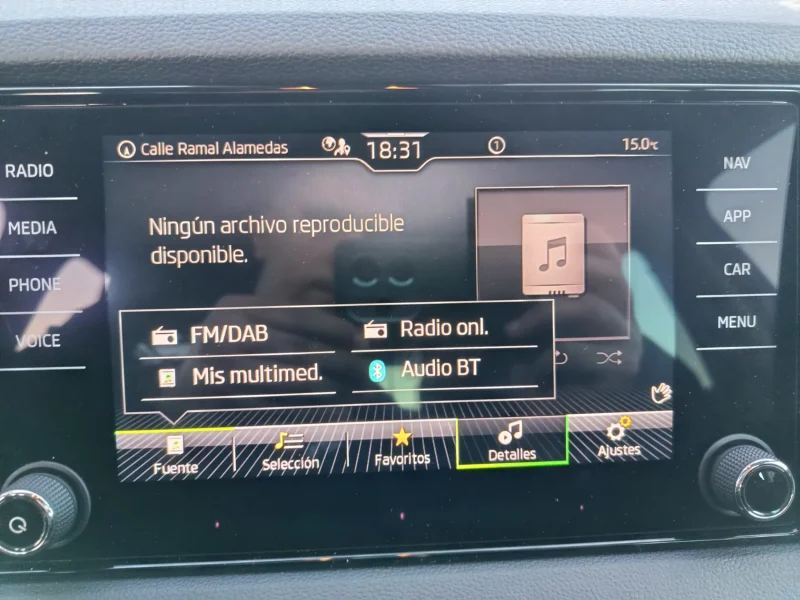 Calle Ramal Alamedas
18:31
1
15.0°C
RADIO
MEDIA
PHONE
VOICE
NAV
APP
CAR
MENU
Ningún archivo reproducible
disponible.
FM/DAB
Radio onl.
Mis multimed.
Audio BT
Fuente
Selección
Favoritos
Detalles
Ajustes